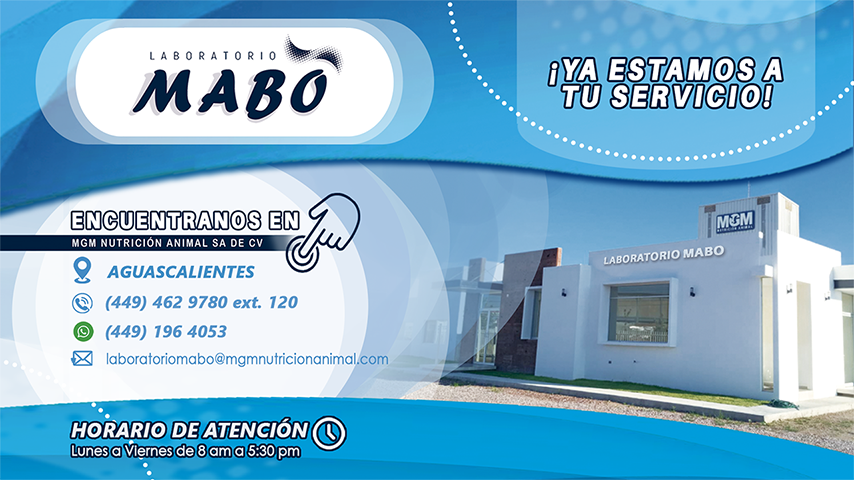 LABORATORIO
MABO
¡YA ESTAMOS A
TU SERVICIO!
ENCUENTRANOS EN
MGM NUTRICIÓN ANIMAL SA DE CV
AGUASCALIENTES
(449) 462 9780 ext. 120
(449) 196 4053
laboratoriomabo@mgmnutricionanimal.com
MGM
NUTRICIÓN ANIMAL
LABORATORIO MABO
HORARIO DE ATENCIÓN
Lunes a Viernes de 8 am a 5:30 pm